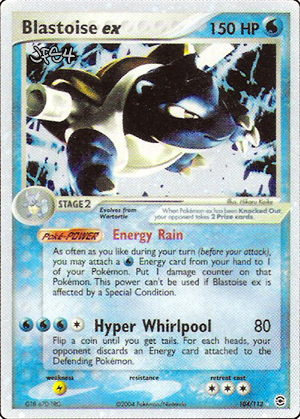 Blastoise ex 150 HP
Illus. Hikaru Koike
STAGE 2
Evolves from
Wartortle
When Pokémon-ex has been Knocked Out
your opponent takes 2 Prize cards.
Poké-POWER Energy Rain
As often as you like during your turn (before your attack),
you may attach a Energy card from your hand to 1
of your Pokémon. Put 1 damage counter on that
Pokémon. This power can't be used if Blastoise ex is
affected by a Special Condition.
Hyper Whirlpool 80
Flip a coin until you get tails. For each heads, your
opponent discards an Energy card attached to the
Defending Pokémon.
weakness resistance retreat cost
©2004 Pokémon/Nintendo
104/112